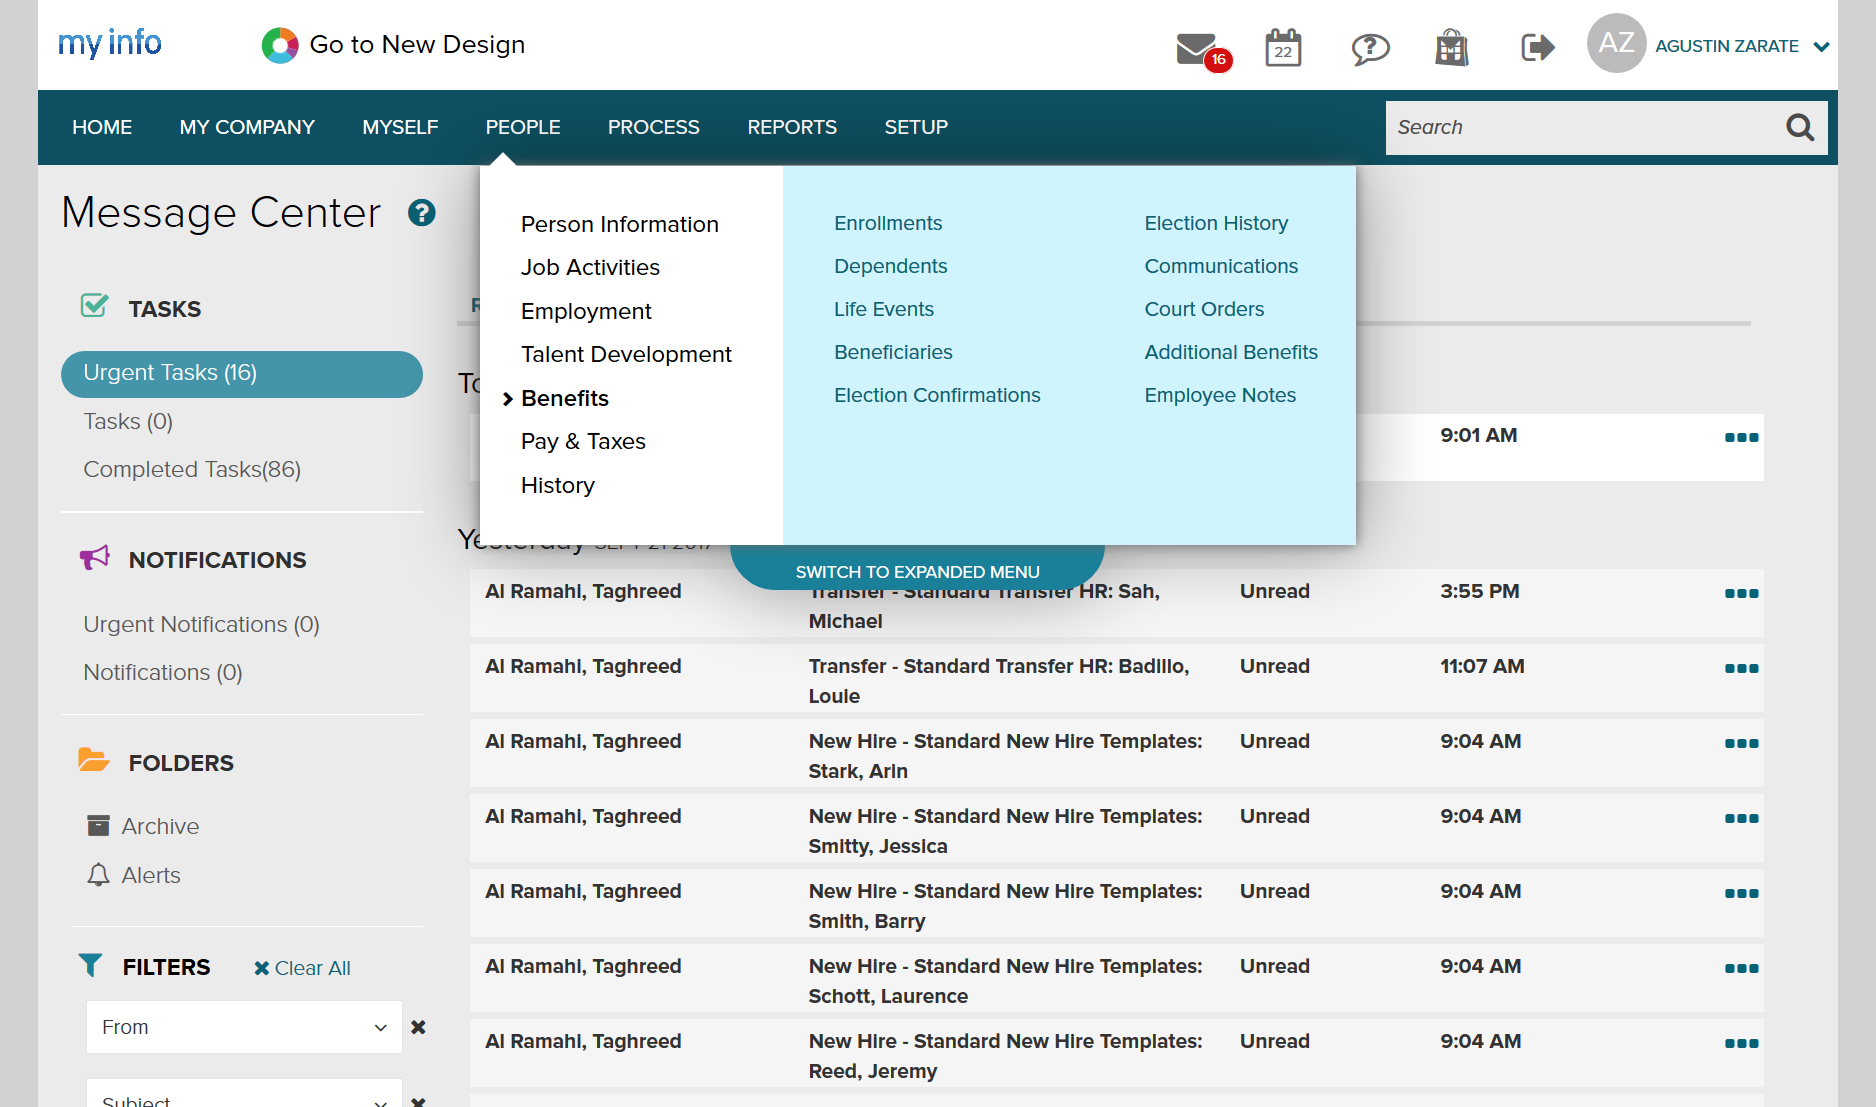 my info
Go to New Design
16
22
AZ
AGUSTIN ZARATE
HOME
MY COMPANY
MYSELF
PEOPLE
PROCESS
REPORTS
SETUP
Search
Message Center
Person Information
Job Activities
Employment
Talent Development
Benefits
Pay & Taxes
History
Enrollments
Dependents
Life Events
Beneficiaries
Election Confirmations
Election History
Communications
Court Orders
Additional Benefits
Employee Notes
SWITCH TO EXPANDED MENU
TASKS
Urgent Tasks (16)
Tasks (0)
Completed Tasks(86)
NOTIFICATIONS
Urgent Notifications (0)
Notifications (0)
FOLDERS
Archive
Alerts
FILTERS
Clear All
From
Subject
9:01 AM
Yesterday SEPT 21 2017
Al Ramahi, Taghreed
Transfer - Standard Transfer HR: Sah,
Michael
Unread
3:55 PM
Al Ramahi, Taghreed
Transfer - Standard Transfer HR: Badillo,
Louie
Unread
11:07 AM
Al Ramahi, Taghreed
New Hire - Standard New Hire Templates:
Stark, Arin
Unread
9:04 AM
Al Ramahi, Taghreed
New Hire - Standard New Hire Templates:
Smitty, Jessica
Unread
9:04 AM
Al Ramahi, Taghreed
New Hire - Standard New Hire Templates:
Smith, Barry
Unread
9:04 AM
Al Ramahi, Taghreed
New Hire - Standard New Hire Templates:
Schott, Laurence
Unread
9:04 AM
Al Ramahi, Taghreed
New Hire - Standard New Hire Templates:
Reed, Jeremy
Unread
9:04 AM